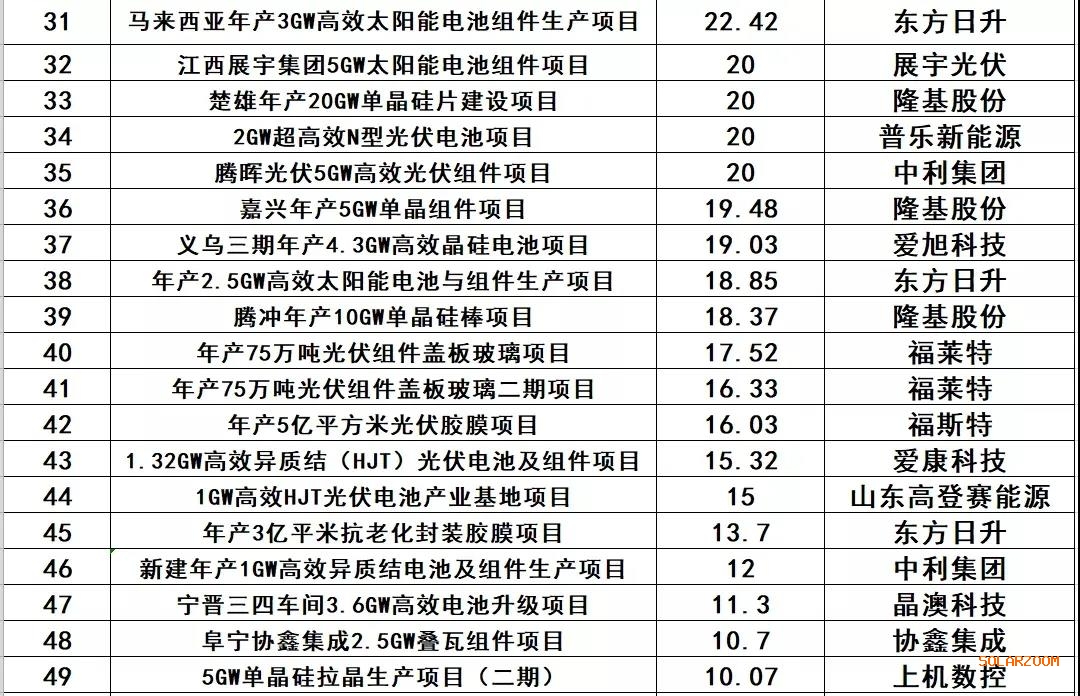 31 马来西亚年产3GW高效太阳能电池组件生产项目 22.42 东方日升
32 江西展宇集团5GW太阳能电池组件项目 20 展宇光伏
33 楚雄年产20GW单晶硅片建设项目 20 隆基股份
34 2GW超高效N型光伏电池项目 20 普乐新能源
35 腾晖光伏5GW高效光伏组件项目 20 中利集团
36 嘉兴年产5GW单晶组件项目 19.48 隆基股份
37 义乌三期年产4.3GW高效晶硅电池项目 19.03 爱旭科技
38 年产2.5GW高效太阳能电池与组件生产项目 18.85 东方日升
39 腾冲年产10GW单晶硅棒项目 18.37 隆基股份
40 年产75万吨光伏组件盖板玻璃项目 17.52 福莱特
41 年产75万吨光伏组件盖板玻璃二期项目 16.33 福莱特
42 年产5亿平方米光伏胶膜项目 16.03 福斯特
43 1.32GW高效异质结（HJT）光伏电池及组件项目 15.32 爱康科技
44 1GW高效HJT光伏电池产业基地项目 15 山东高登赛能源
45 年产3亿平米抗老化封装胶膜项目 13.7 东方日升
46 新建年产1GW高效异质结电池及组件生产项目 12 中利集团
47 宁晋三四车间3.6GW高效电池升级项目 11.3 晶澳科技
48 阜宁协鑫集成2.5GW叠瓦组件项目 10.7 协鑫集成
49 5GW单晶硅拉晶生产项目（二期） 10.07 上机数控
SOLARZOOM